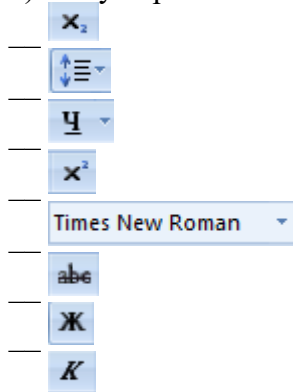 x₂
Ч
x²
Times New Roman
abc
Ж
К